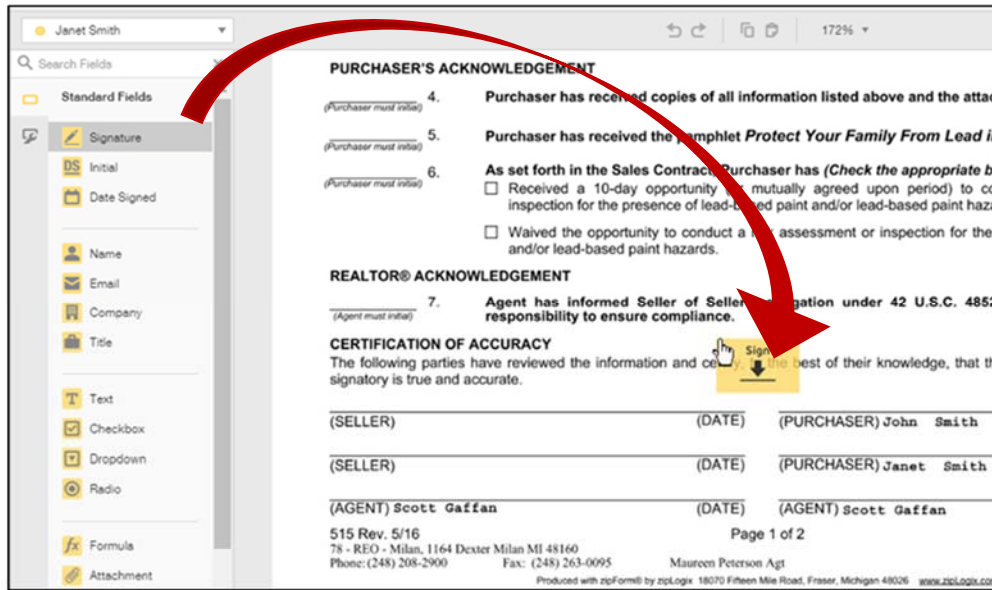 Janet Smith
172%
Search Fields
Standard Fields
Signature
DS Initial
Date Signed
Name
Email
Company
Title
T Text
Checkbox
Dropdown
Radio
fx Formula
Attachment
PURCHASER'S ACKNOWLEDGEMENT
4. Purchaser has received copies of all information listed above and the
(Purchaser must initial)
5. Purchaser has received the pamphlet Protect Your Family From Lead
(Purchaser must initial)
6. As set forth in the Sales Contract, Purchaser has (Check the appropriate
(Purchaser must initial)
Received a 10-day opportunity mutually agreed upon period) to
inspection for the presence of lead-based paint and/or lead-based paint
Waived the opportunity to conduct a assessment or inspection for the
and/or lead-based paint hazards.
REALTOR® ACKNOWLEDGEMENT
7. Agent has informed Seller of under 42 U.S.C.
(Agent must initial)
responsibility to ensure compliance.
CERTIFICATION OF ACCURACY
Sign
The following parties have reviewed the information and the best of their knowledge, that
signatory is true and accurate.
(SELLER) (DATE) (PURCHASER) John Smith
(SELLER) (DATE) (PURCHASER) Janet Smith
(AGENT) Scott Gaffan (DATE) (AGENT) Scott Gaffan
515 Rev. 5/16 Page 1 of 2
78 - REO - Milan, 1164 Dexter Milan MI 48160
Phone: (248) 208-2900 Fax: (248) 263-0095 Maureen Peterson Agt
Produced with zipForm® by zipLogix 18070 Fifteen Mile Road, Fraser, Michigan 48026 www.zipLogix.com